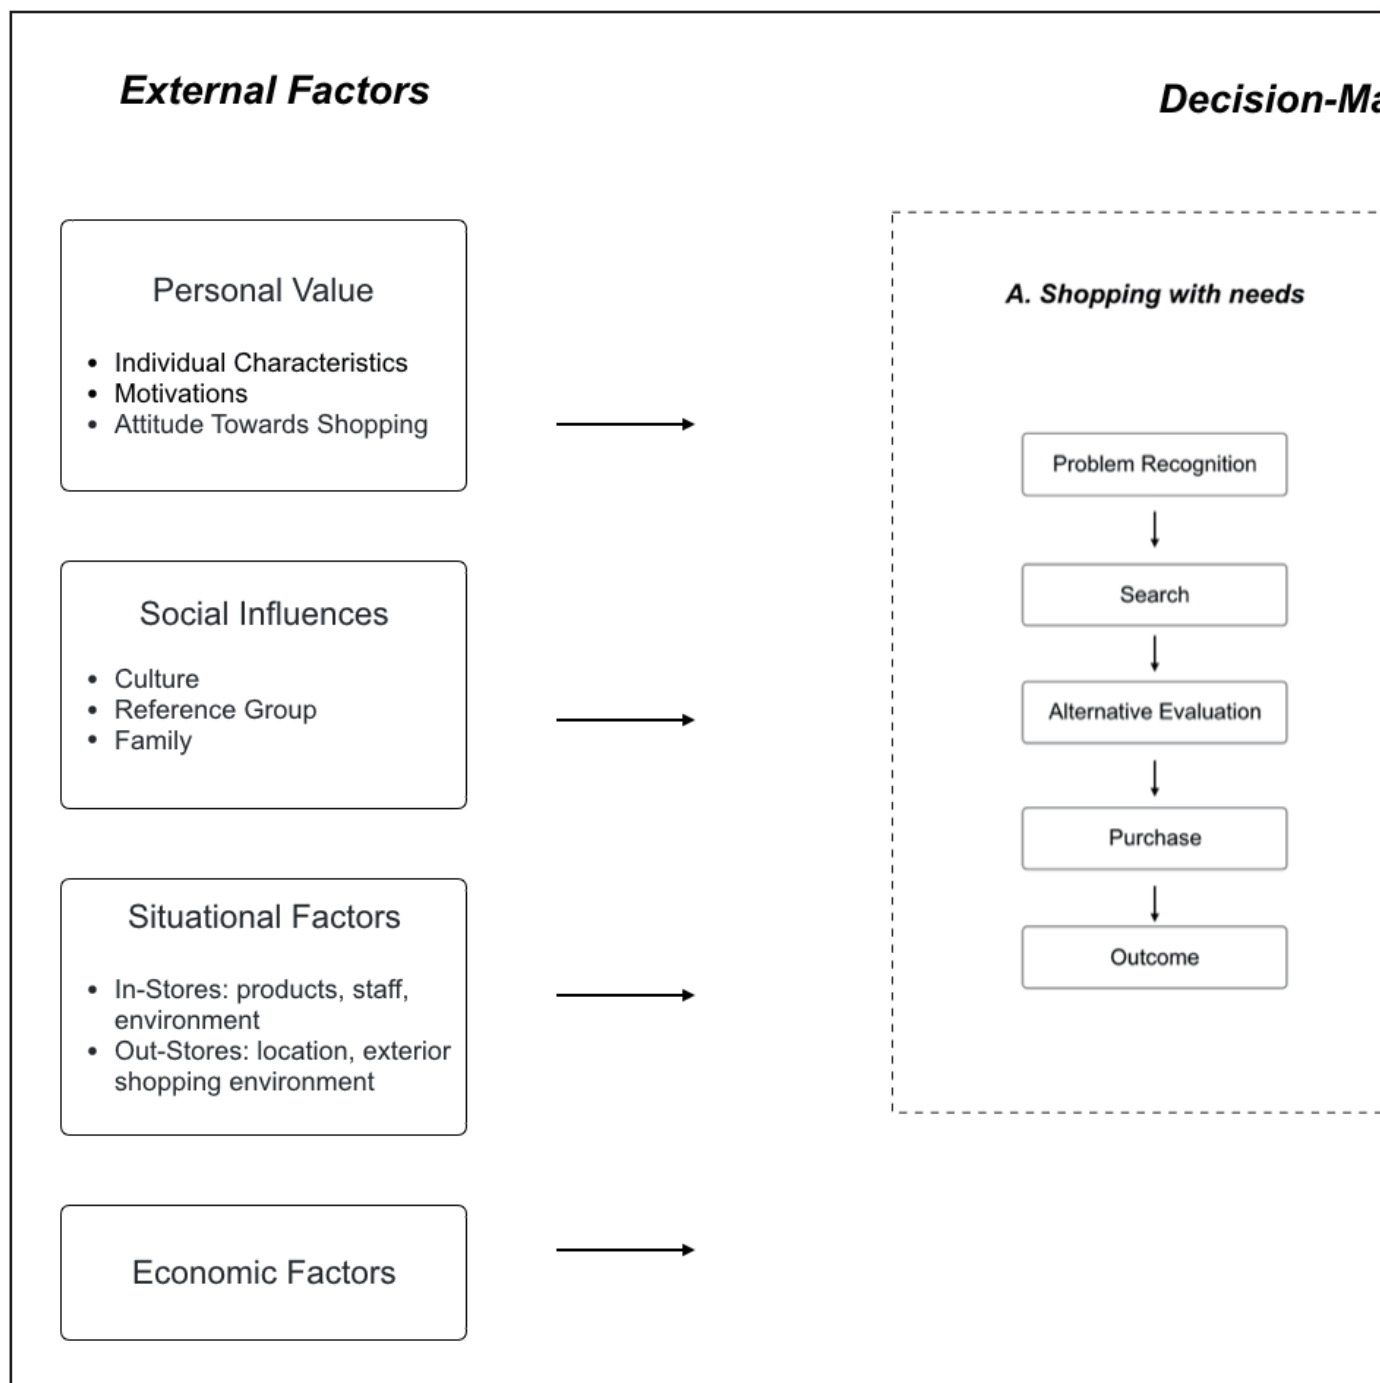 External Factors
Decision-Ma
Personal Value
• Individual Characteristics
• Motivations
• Attitude Towards Shopping
Social Influences
• Culture
• Reference Group
• Family
Situational Factors
• In-Stores: products, staff,
environment
• Out-Stores: location, exterior
shopping environment
Economic Factors
A. Shopping with needs
Problem Recognition
Search
Alternative Evaluation
Purchase
Outcome